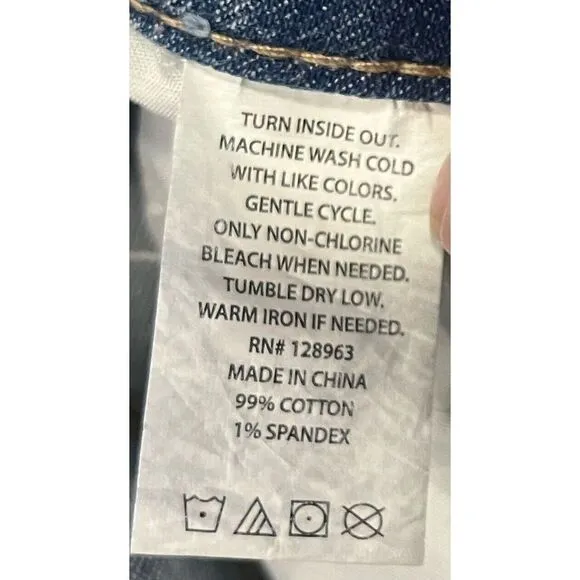 TURN INSIDE OUT.
MACHINE WASH COLD
WITH LIKE COLORS.
GENTLE CYCLE.
ONLY NON-CHLORINE
BLEACH WHEN NEEDED.
TUMBLE DRY LOW.
WARM IRON IF NEEDED.
RN# 128963
MADE IN CHINA
99% COTTON
1% SPANDEX